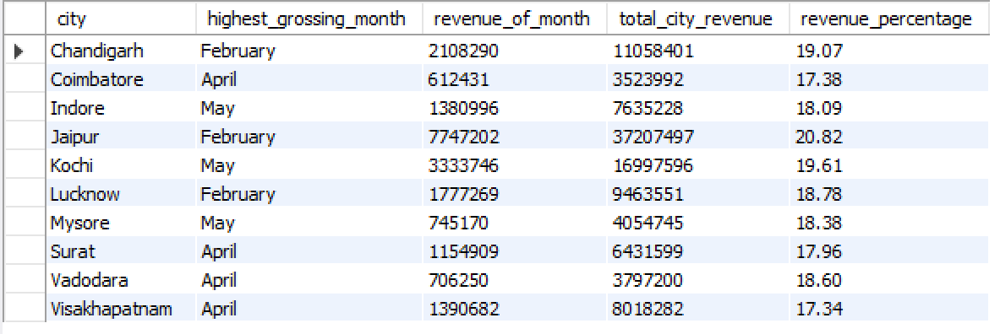 city highest_grossing_month revenue_of_month total_city_revenue revenue_percentage
Chandigarh February 2108290 11058401 19.07
Coimbatore April 612431 3523992 17.38
Indore May 1380996 7635228 18.09
Jaipur February 7747202 37207497 20.82
Kochi May 3333746 16997596 19.61
Lucknow February 1777269 9463551 18.78
Mysore May 745170 4054745 18.38
Surat April 1154909 6431599 17.96
Vadodara April 706250 3797200 18.60
Visakhapatnam April 1390682 8018282 17.34